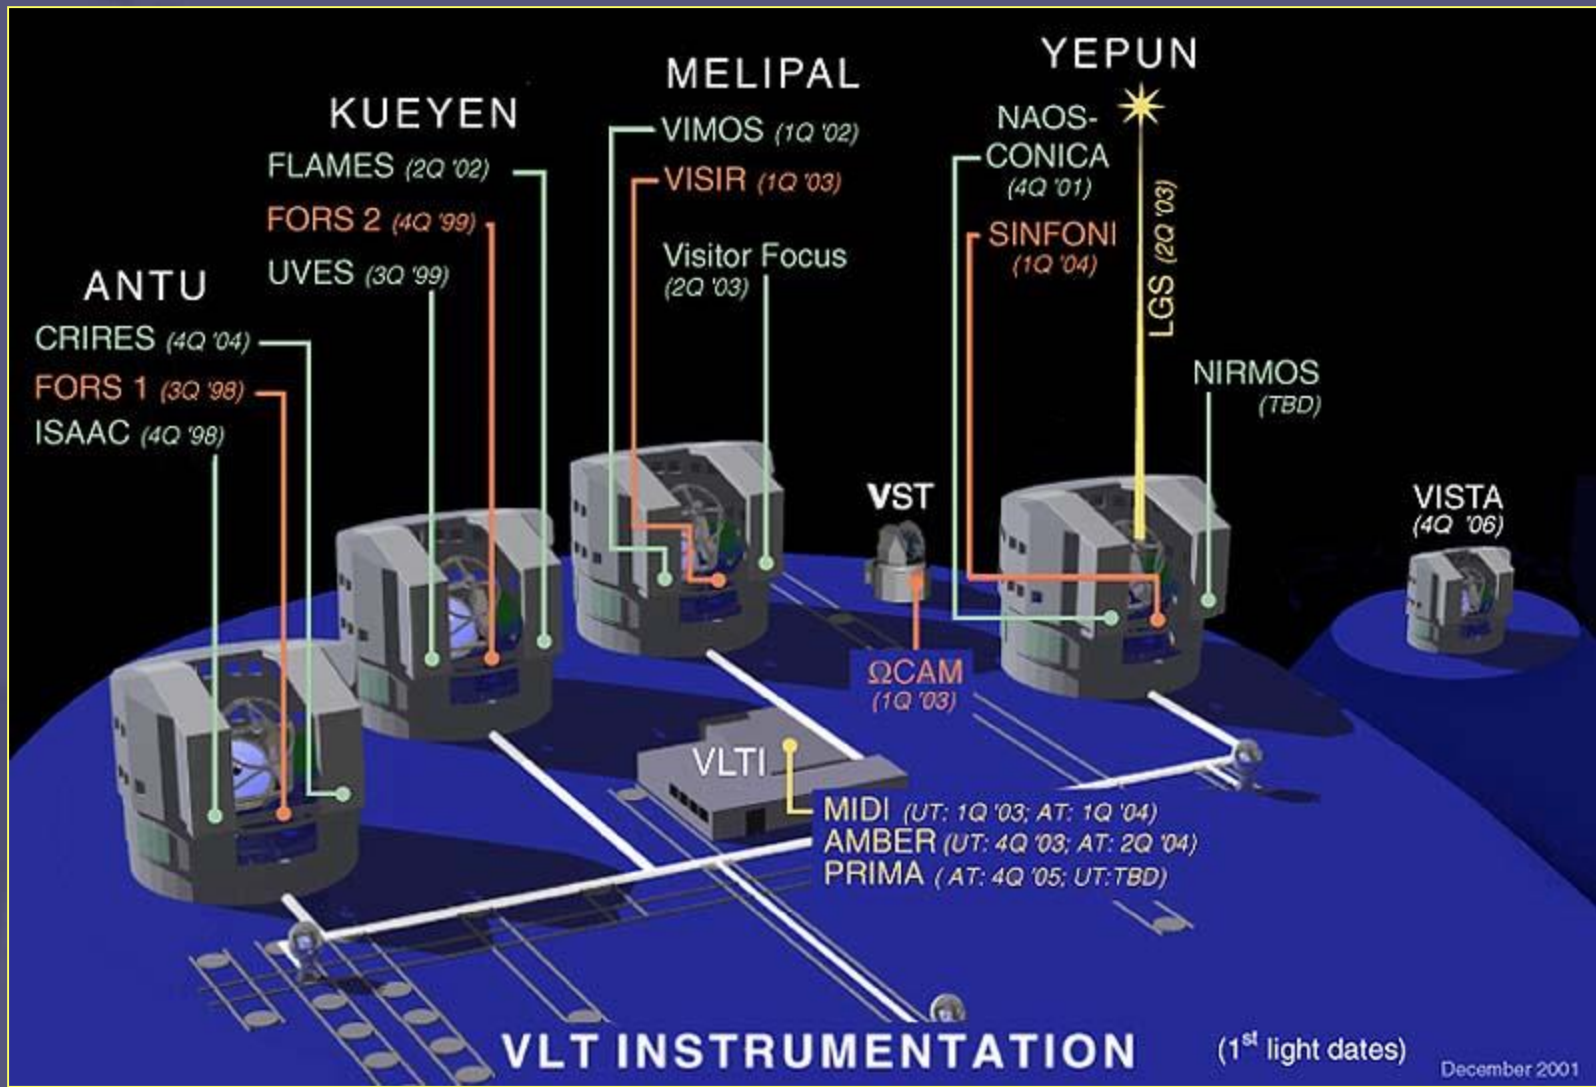 YEPUN
MELIPAL
KUEYEN
NAOS-
CONICA
(4Q '01)
VIMOS (1Q '02)
FLAMES (2Q '02)
VISIR (1Q '03)
FORS 2 (4Q '99)
SINFONI
(1Q '04)
LGS (2Q '03)
UVES (3Q '99)
Visitor Focus
(2Q '03)
ANTU
CRIRES (4Q '04)
FORS 1 (3Q '98)
ISAAC (4Q '98)
NIRMOS
(TBD)
VST
VISTA
(4Q '06)
ΩCAM
(1Q '03)
VLTI
MIDI (UT: 1Q '03; AT: 1Q '04)
AMBER (UT: 4Q '03; AT: 2Q '04)
PRIMA ( AT: 4Q '05; UT:TBD)
VLT INSTRUMENTATION
(1st light dates)
December 2001